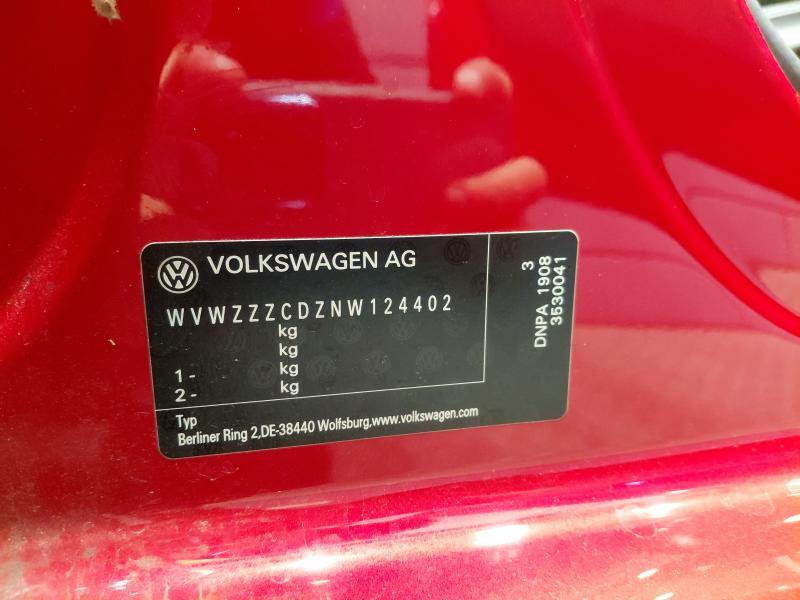 VOLKSWAGEN AG
WVWZZZCDZNW124402
kg
kg
1 - kg
2 - kg
Typ
Berliner Ring 2,DE-38440 Wolfsburg,www.volkswagen.com
3
DNPA 1908
3530041